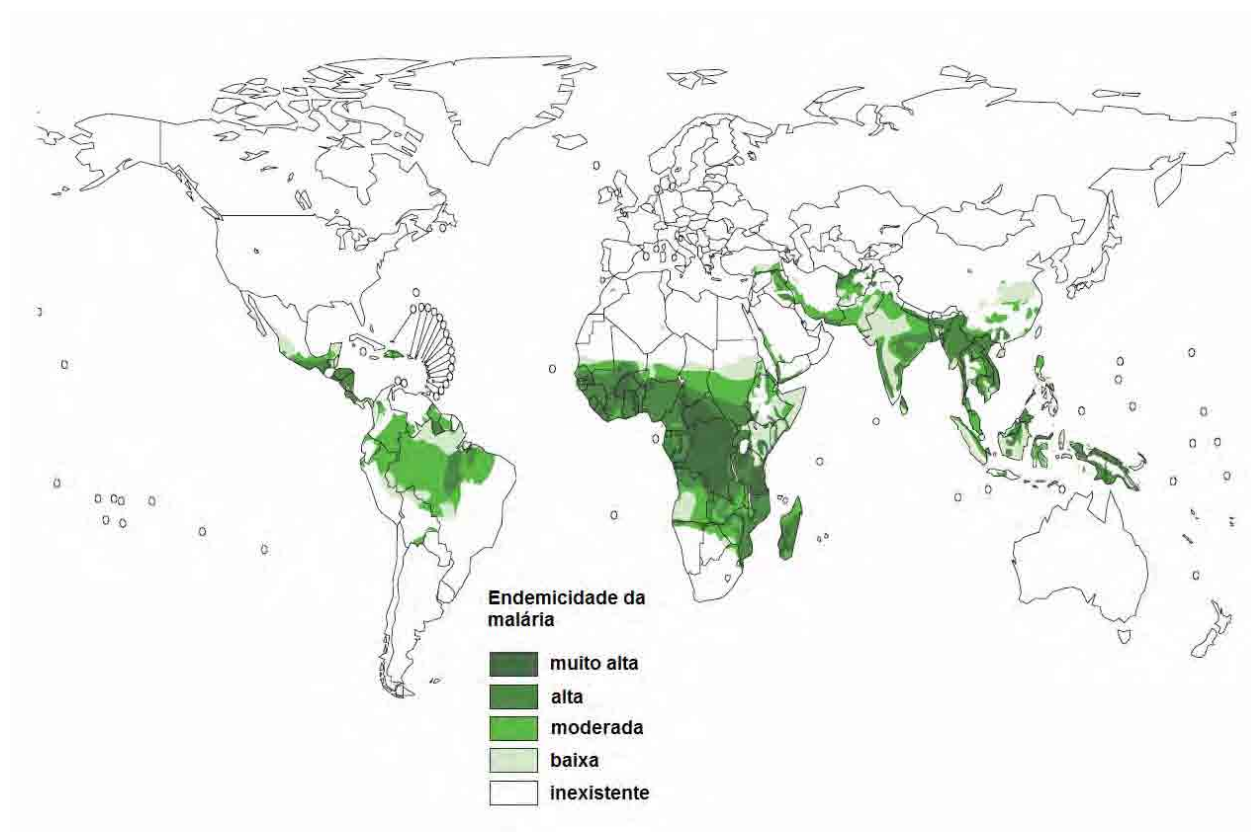 Endemicidade da
malária
muito alta
alta
moderada
baixa
inexistente